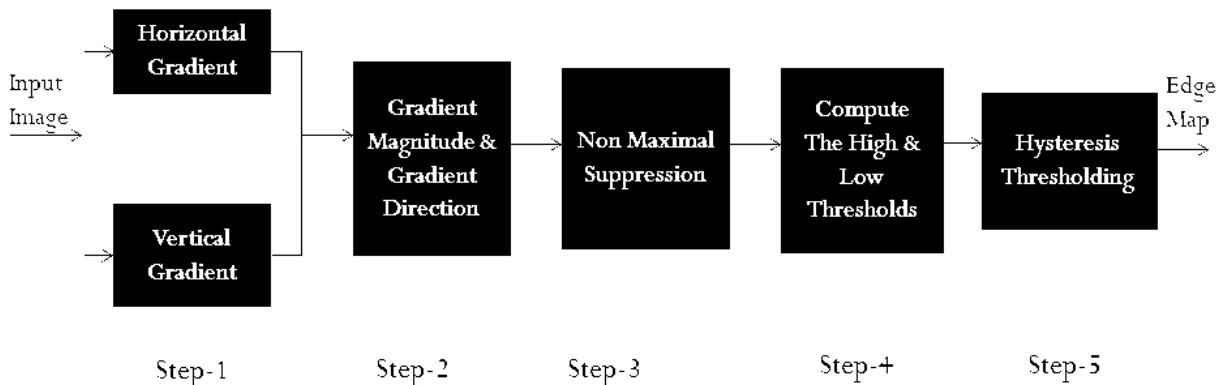 Input
Image
Horizontal
Gradient
Vertical
Gradient
Gradient
Magnitude &
Gradient
Direction
Non Maximal
Suppression
Compute
The High &
Low
Thresholds
Hysteresis
Thresholding
Edge
Map
Step-1
Step-2
Step-3
Step-4
Step-5